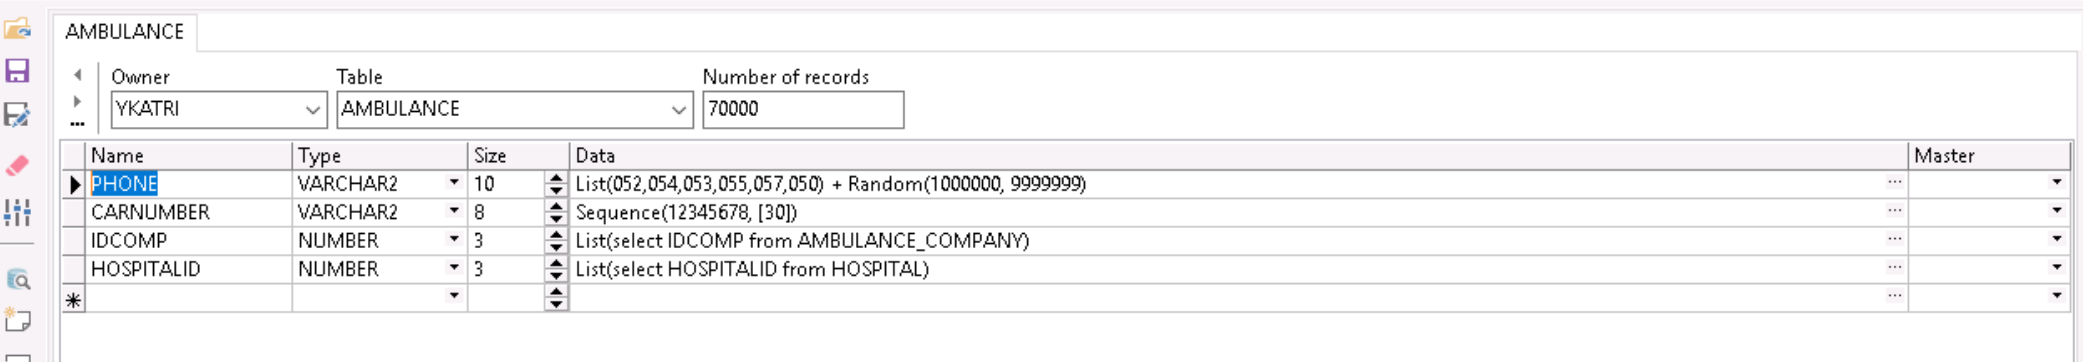 AMBULANCE
Owner Table Number of records
YKATRI AMBULANCE 70000
Name Type Size Data Master
PHONE VARCHAR2 10 List(052,054,053,055,057,050) + Random(1000000, 9999999) ...
CARNUMBER VARCHAR2 8 Sequence(12345678, [30]) ...
IDCOMP NUMBER 3 List(select IDCOMP from AMBULANCE_COMPANY) ...
HOSPITALID NUMBER 3 List(select HOSPITALID from HOSPITAL) ...
...